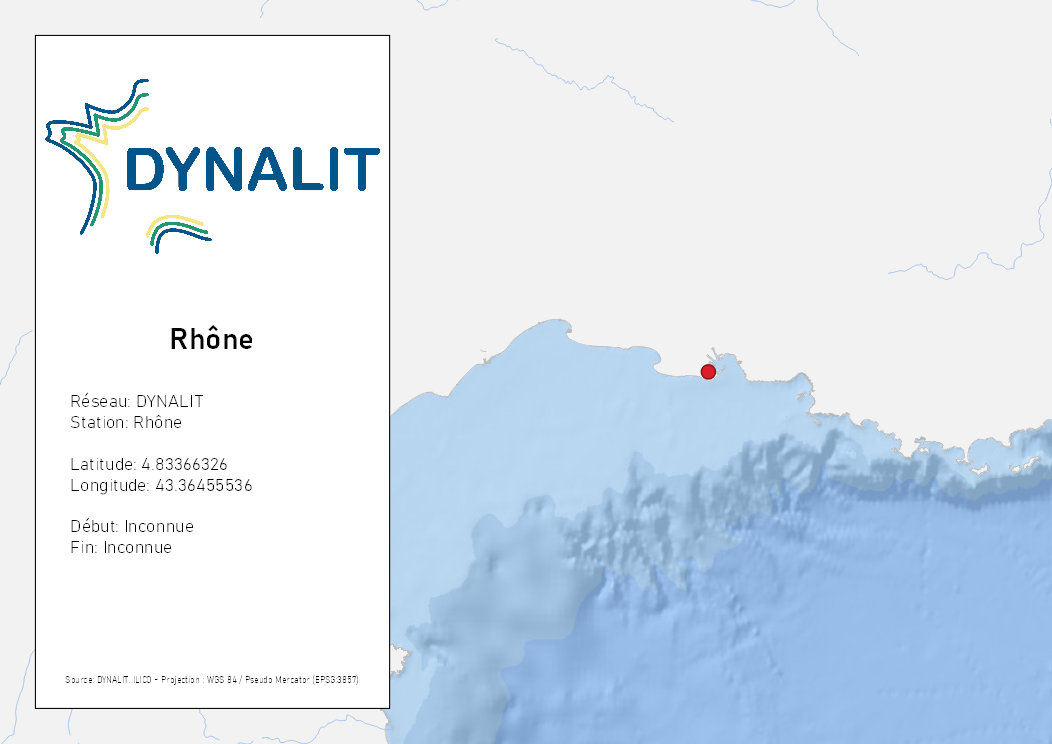 DYNALIT
Rhône
Réseau: DYNALIT
Station: Rhône
Latitude: 4.83366326
Longitude: 43.36455536
Début: Inconnue
Fin: Inconnue
Source: DYNALIT, ILICO - Projection : WGS 84 / Pseudo Mercator (EPSG:3857)